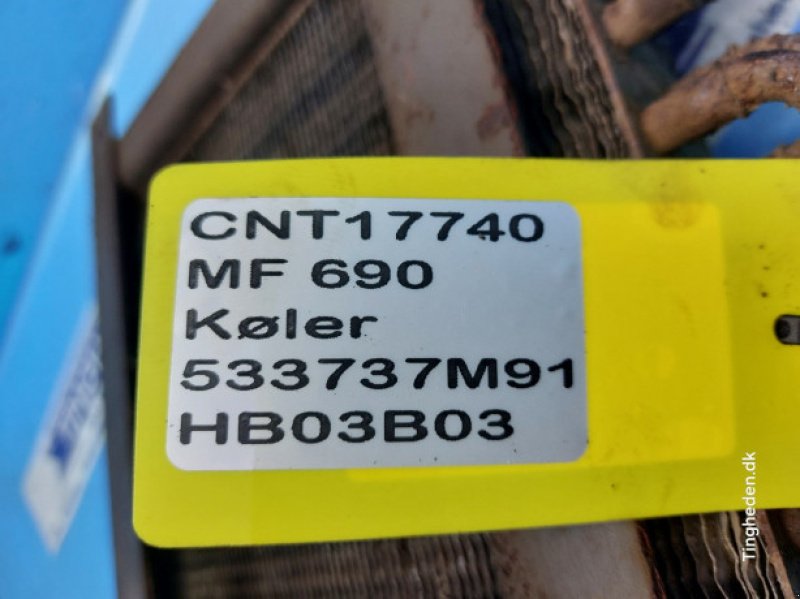 CNT17740
MF 690
Køler
533737M91
HB03B03
Tingheden.dk